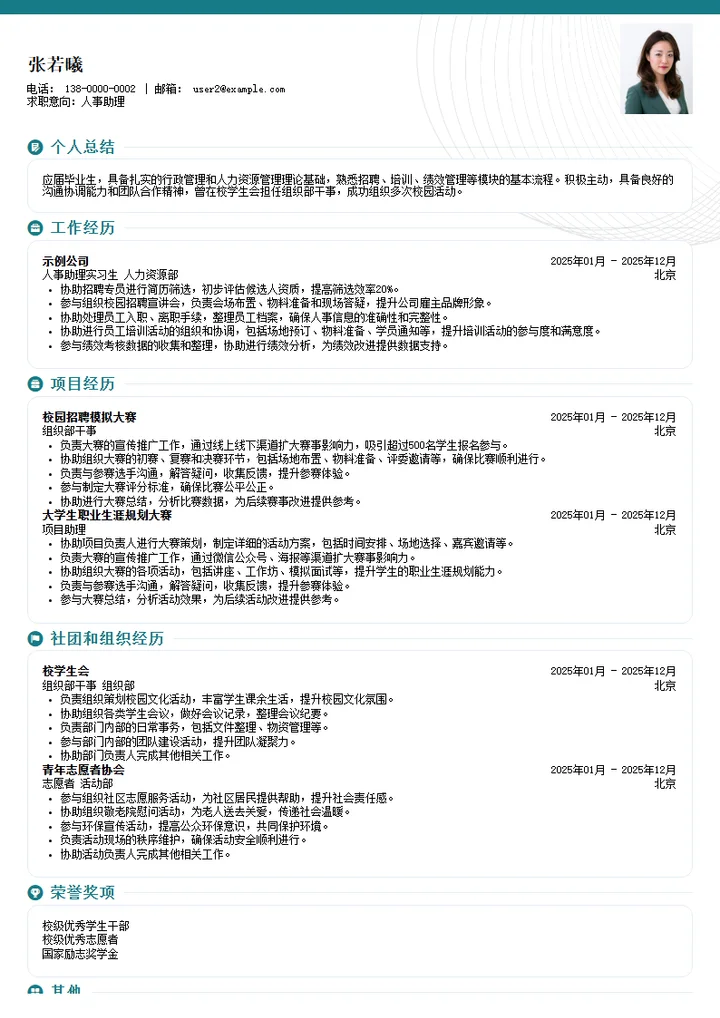 张若曦
电话： 138-0000-0002 | 邮箱： user2@example.com
求职意向：人事助理
个人总结
应届毕业生，具备扎实的行政管理和人力资源管理理论基础，熟悉招聘、培训、绩效管理等模块的基本流程。积极主动，具备良好的
沟通协调能力和团队合作精神，曾在校学生会担任组织部干事，成功组织多次校园活动。
工作经历
示例公司 2025年01月 - 2025年12月
人事助理实习生 人力资源部 北京
• 协助招聘专员进行简历筛选，初步评估候选人资质，提高筛选效率20%。
• 参与组织校园招聘宣讲会，负责会场布置、物料准备和现场答疑，提升公司雇主品牌形象。
• 协助处理员工入职、离职手续，整理员工档案，确保人事信息的准确性和完整性。
• 协助进行员工培训活动的组织和协调，包括场地预订、物料准备、学员通知等，提升培训活动的参与度和满意度。
• 参与绩效考核数据的收集和整理，协助进行绩效分析，为绩效改进提供数据支持。
项目经历
校园招聘模拟大赛 2025年01月 - 2025年12月
组织部干事 北京
• 负责大赛的宣传推广工作，通过线上线下渠道扩大赛事影响力，吸引超过500名学生报名参与。
• 协助组织大赛的初赛、复赛和决赛环节，包括场地布置、物料准备、评委邀请等，确保比赛顺利进行。
• 负责与参赛选手沟通，解答疑问，收集反馈，提升参赛体验。
• 参与制定大赛评分标准，确保比赛公平公正。
• 协助进行大赛总结，分析比赛数据，为后续赛事改进提供参考。
大学生职业生涯规划大赛 2025年01月 - 2025年12月
项目助理 北京
• 协助项目负责人进行大赛策划，制定详细的活动方案，包括时间安排、场地选择、嘉宾邀请等。
• 负责大赛的宣传推广工作，通过微信公众号、海报等渠道扩大赛事影响力。
• 协助组织大赛的各项活动，包括讲座、工作坊、模拟面试等，提升学生的职业生涯规划能力。
• 负责与参赛选手沟通，解答疑问，收集反馈，提升参赛体验。
• 参与大赛总结，分析活动效果，为后续活动改进提供参考。
社团和组织经历
校学生会 2025年01月 - 2025年12月
组织部干事 组织部 北京
• 负责组织策划校园文化活动，丰富学生课余生活，提升校园文化氛围。
• 协助组织各类学生会议，做好会议记录，整理会议纪要。
• 负责部门内部的日常事务，包括文件整理、物资管理等。
• 参与部门内部的团队建设活动，提升团队凝聚力。
• 协助部门负责人完成其他相关工作。
青年志愿者协会 2025年01月 - 2025年12月
志愿者 活动部 北京
• 参与组织社区志愿服务活动，为社区居民提供帮助，提升社会责任感。
• 协助组织敬老院慰问活动，为老人送去关爱，传递社会温暖。
• 参与环保宣传活动，提高公众环保意识，共同保护环境。
• 负责活动现场的秩序维护，确保活动安全顺利进行。
• 协助活动负责人完成其他相关工作。
荣誉奖项
校级优秀学生干部
校级优秀志愿者
国家励志奖学金
其他